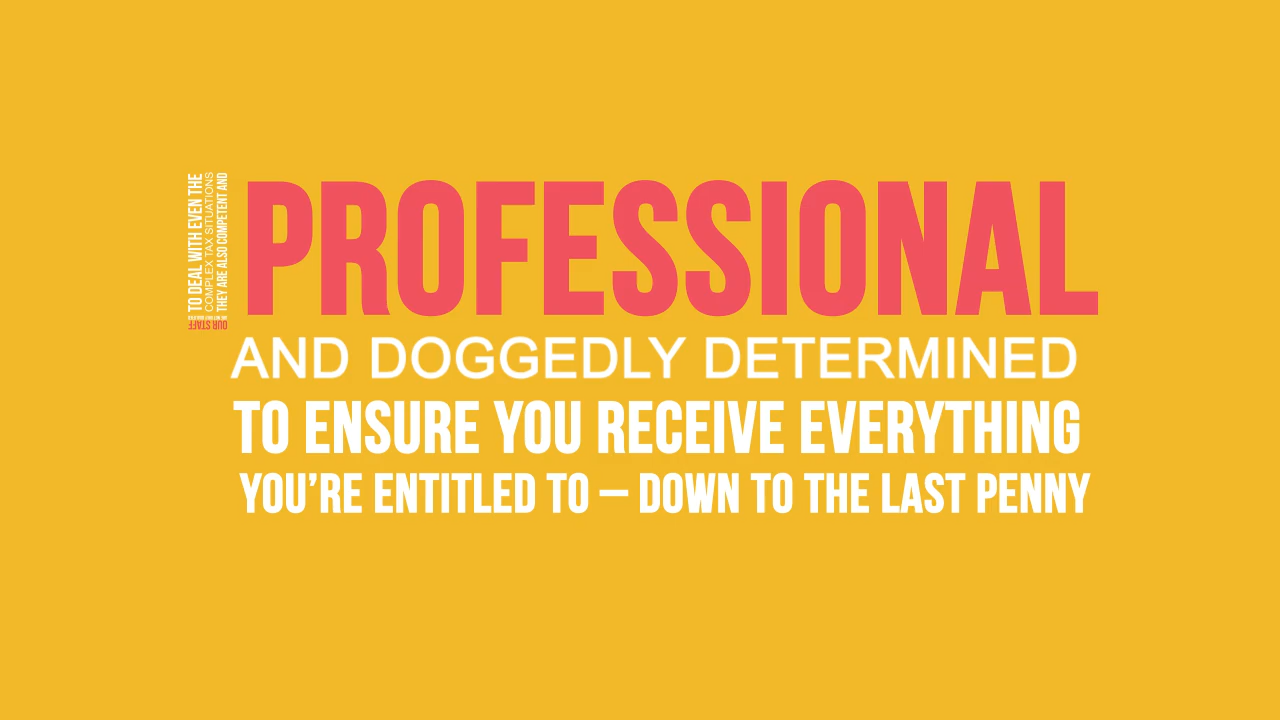 OUR STAFF
TO DEAL WITH EVEN THE
COMPLEX TAX SITUATIONS
THEY ARE ALSO COMPETENT AND
PROFESSIONAL
AND DOGGEDLY DETERMINED
TO ENSURE YOU RECEIVE EVERYTHING
YOU’RE ENTITLED TO – DOWN TO THE LAST PENNY